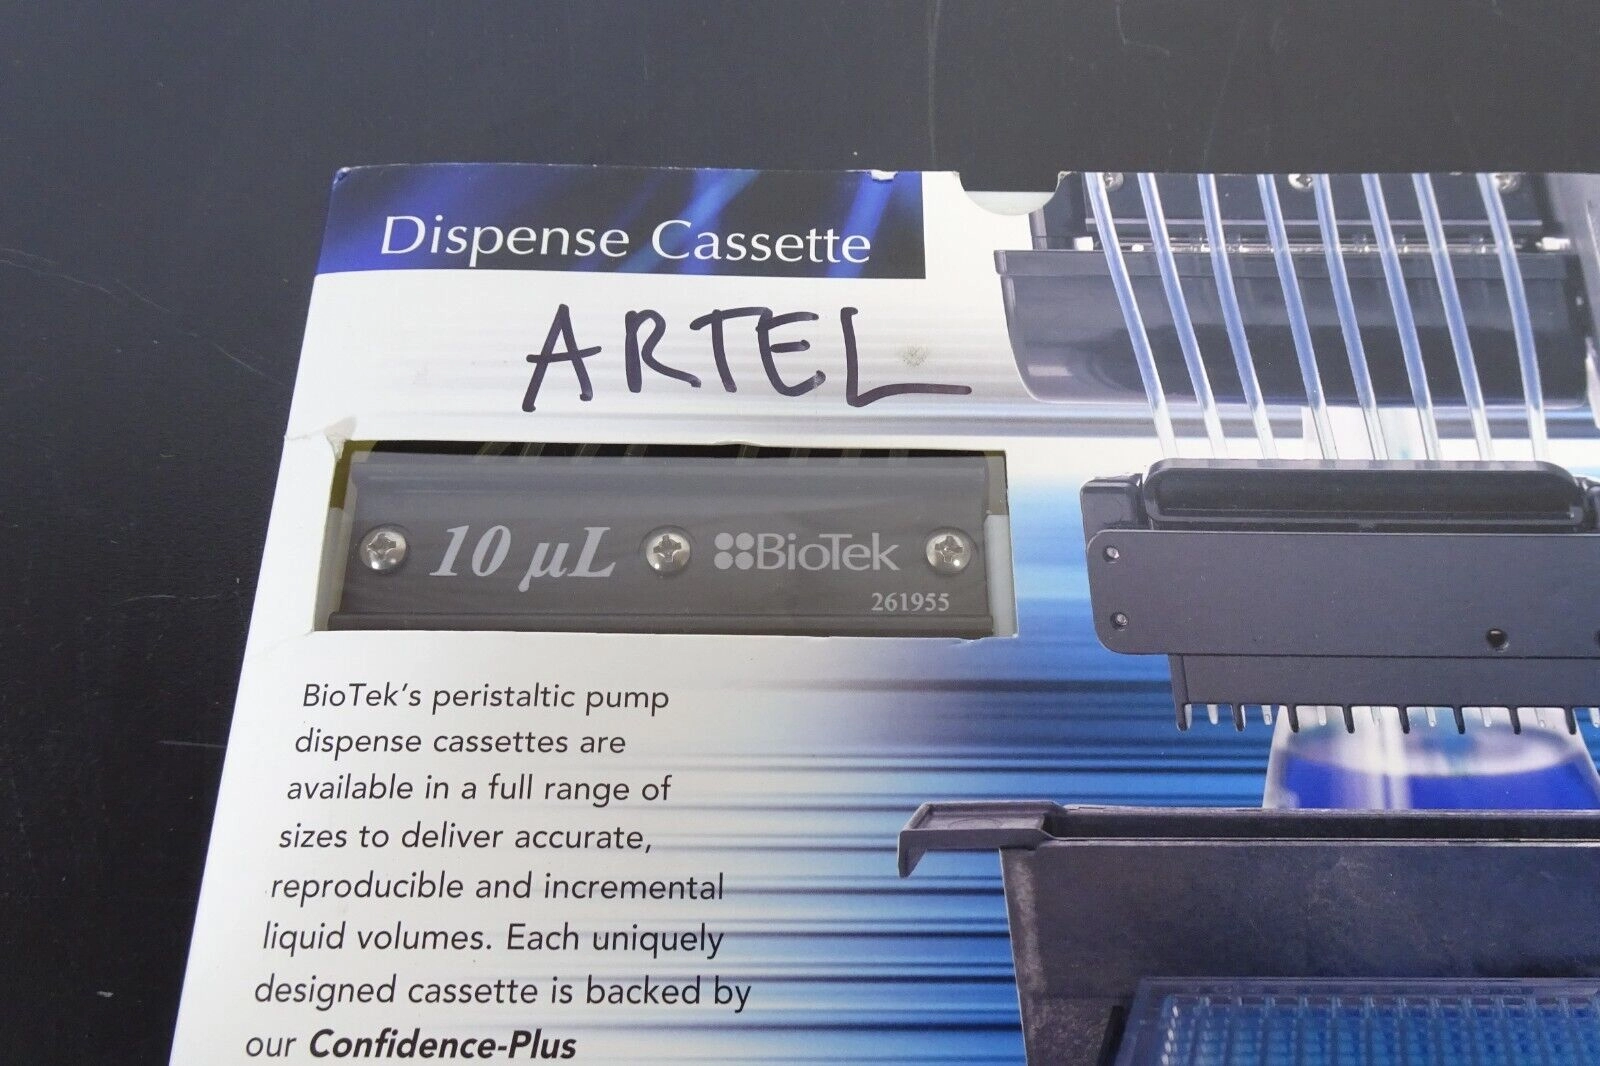 Dispense Cassette
ARTEL
10 µL BioTek
261955
BioTek's peristaltic pump
dispense cassettes are
available in a full range of
sizes to deliver accurate,
reproducible and incremental
liquid volumes. Each uniquely
designed cassette is backed by
our Confidence-Plus